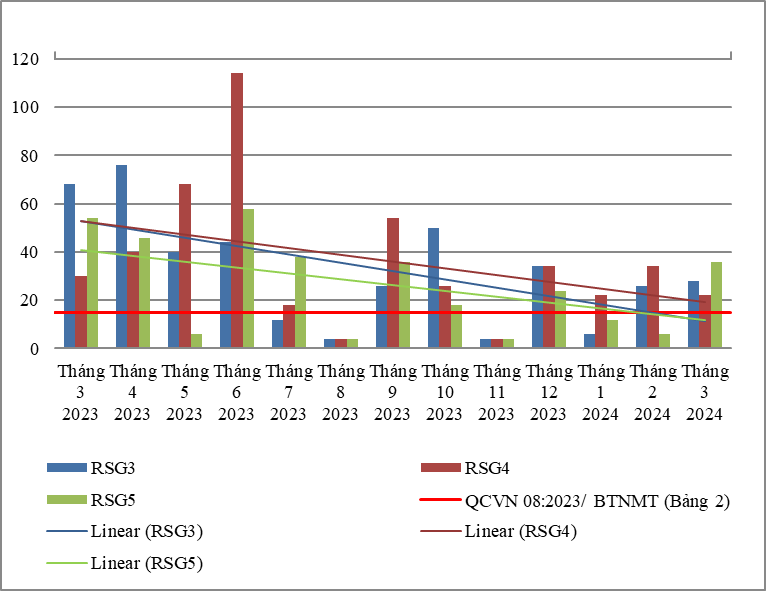 120
100
80
60
40
20
0
Tháng Tháng Tháng Tháng Tháng Tháng Tháng Tháng Tháng Tháng Tháng Tháng Tháng
3 4 5 6 7 8 9 10 11 12 1 2 3
2023 2023 2023 2023 2023 2023 2023 2023 2023 2023 2024 2024 2024
RSG3 RSG4
RSG5 QCVN 08:2023/ BTNMT (Bảng 2)
Linear (RSG3) Linear (RSG4)
Linear (RSG5)